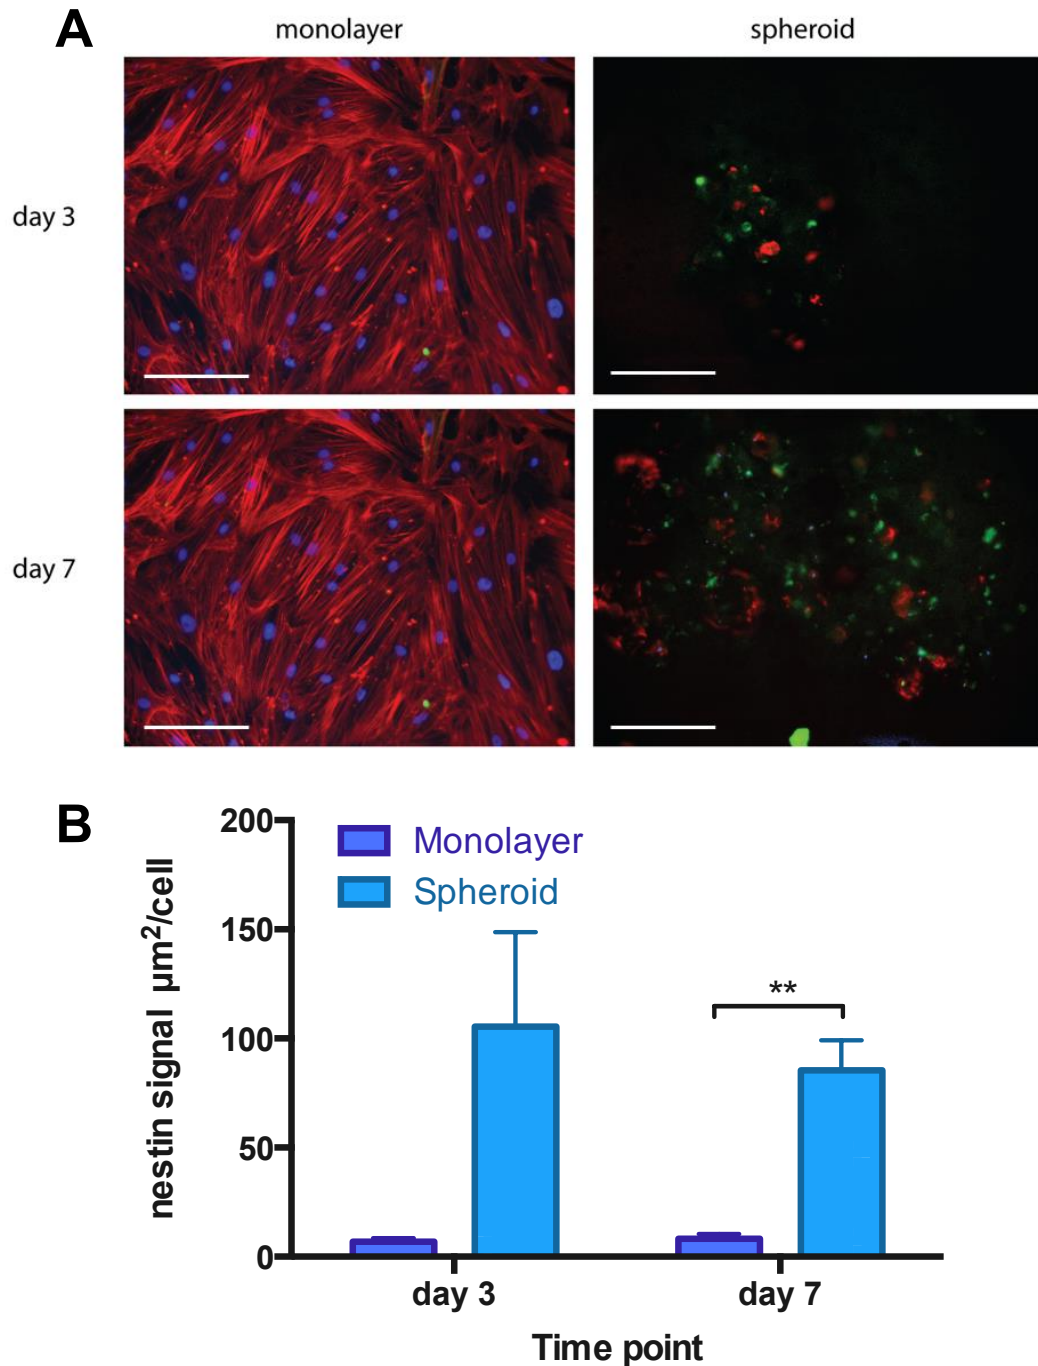 A
monolayer
spheroid
day 3
day 7
B
200
150
100
50
0
nestin signal µm²/cell
Monolayer
Spheroid
**
day 3
day 7
Time point